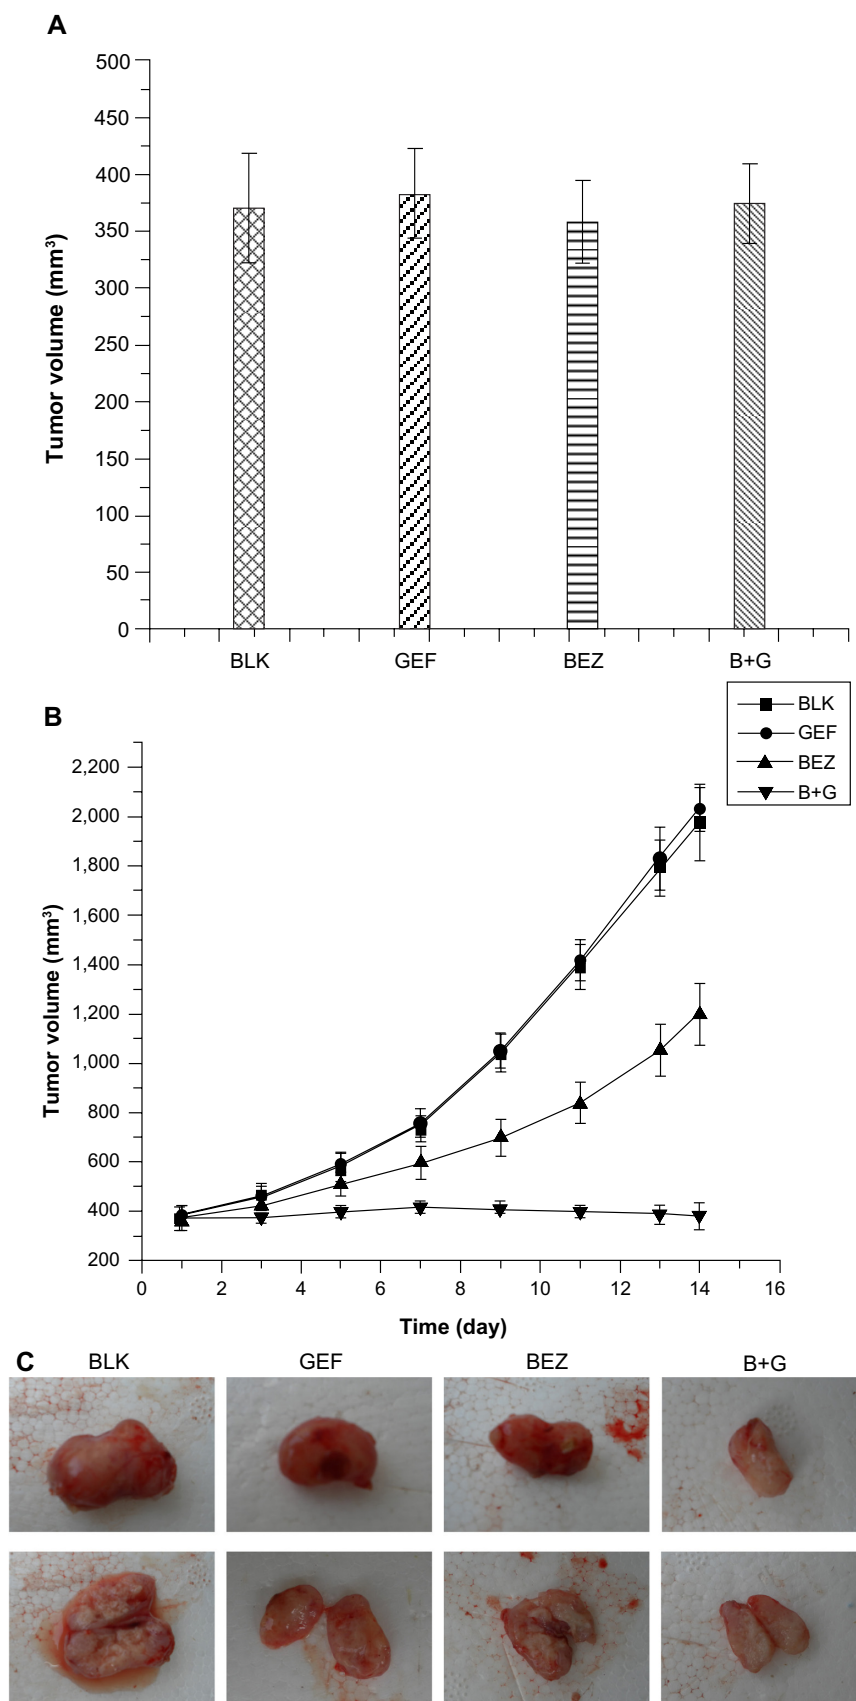 A
500
450
400
350
300
250
200
150
100
50
0
Tumor volume (mm³)
BLK GEF BEZ B+G
B
BLK
GEF
BEZ
B+G
2,200
2,000
1,800
1,600
1,400
1,200
1,000
800
600
400
200
Tumor volume (mm³)
0 2 4 6 8 10 12 14 16
Time (day)
C
BLK GEF BEZ B+G